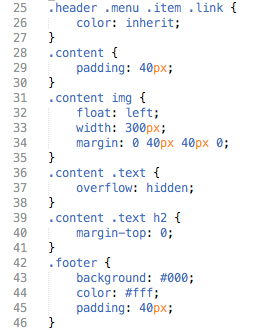 25 .header .menu .item .link {
26     color: inherit;
27 }
28 .content {
29     padding: 40px;
30 }
31 .content img {
32     float: left;
33     width: 300px;
34     margin: 0 40px 40px 0;
35 }
36 .content .text {
37     overflow: hidden;
38 }
39 .content .text h2 {
40     margin-top: 0;
41 }
42 .footer {
43     background: #000;
44     color: #fff;
45     padding: 40px;
46 }